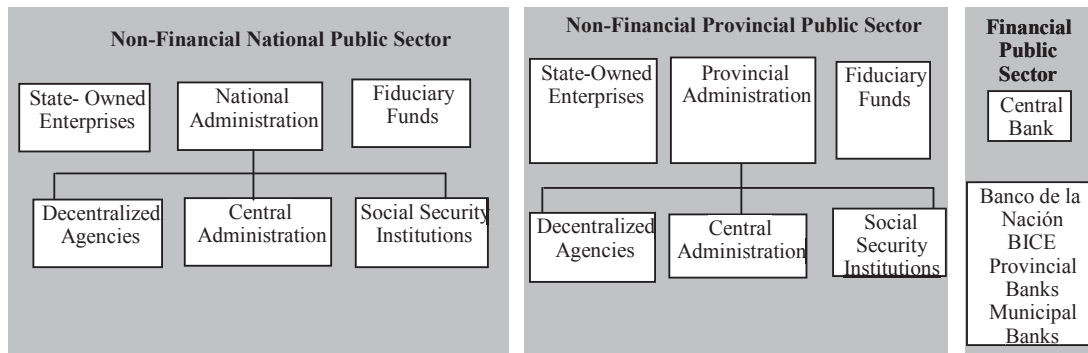 Non-Financial National Public Sector
State- Owned
Enterprises
National
Administration
Fiduciary
Funds
Decentralized
Agencies
Central
Administration
Social Security
Institutions
Non-Financial Provincial Public Sector
State-Owned
Enterprises
Provincial
Administration
Fiduciary
Funds
Decentralized
Agencies
Central
Administration
Social
Security
Institutions
Financial
Public
Sector
Central
Bank
Banco de la
Nación
BICE
Provincial
Banks
Municipal
Banks